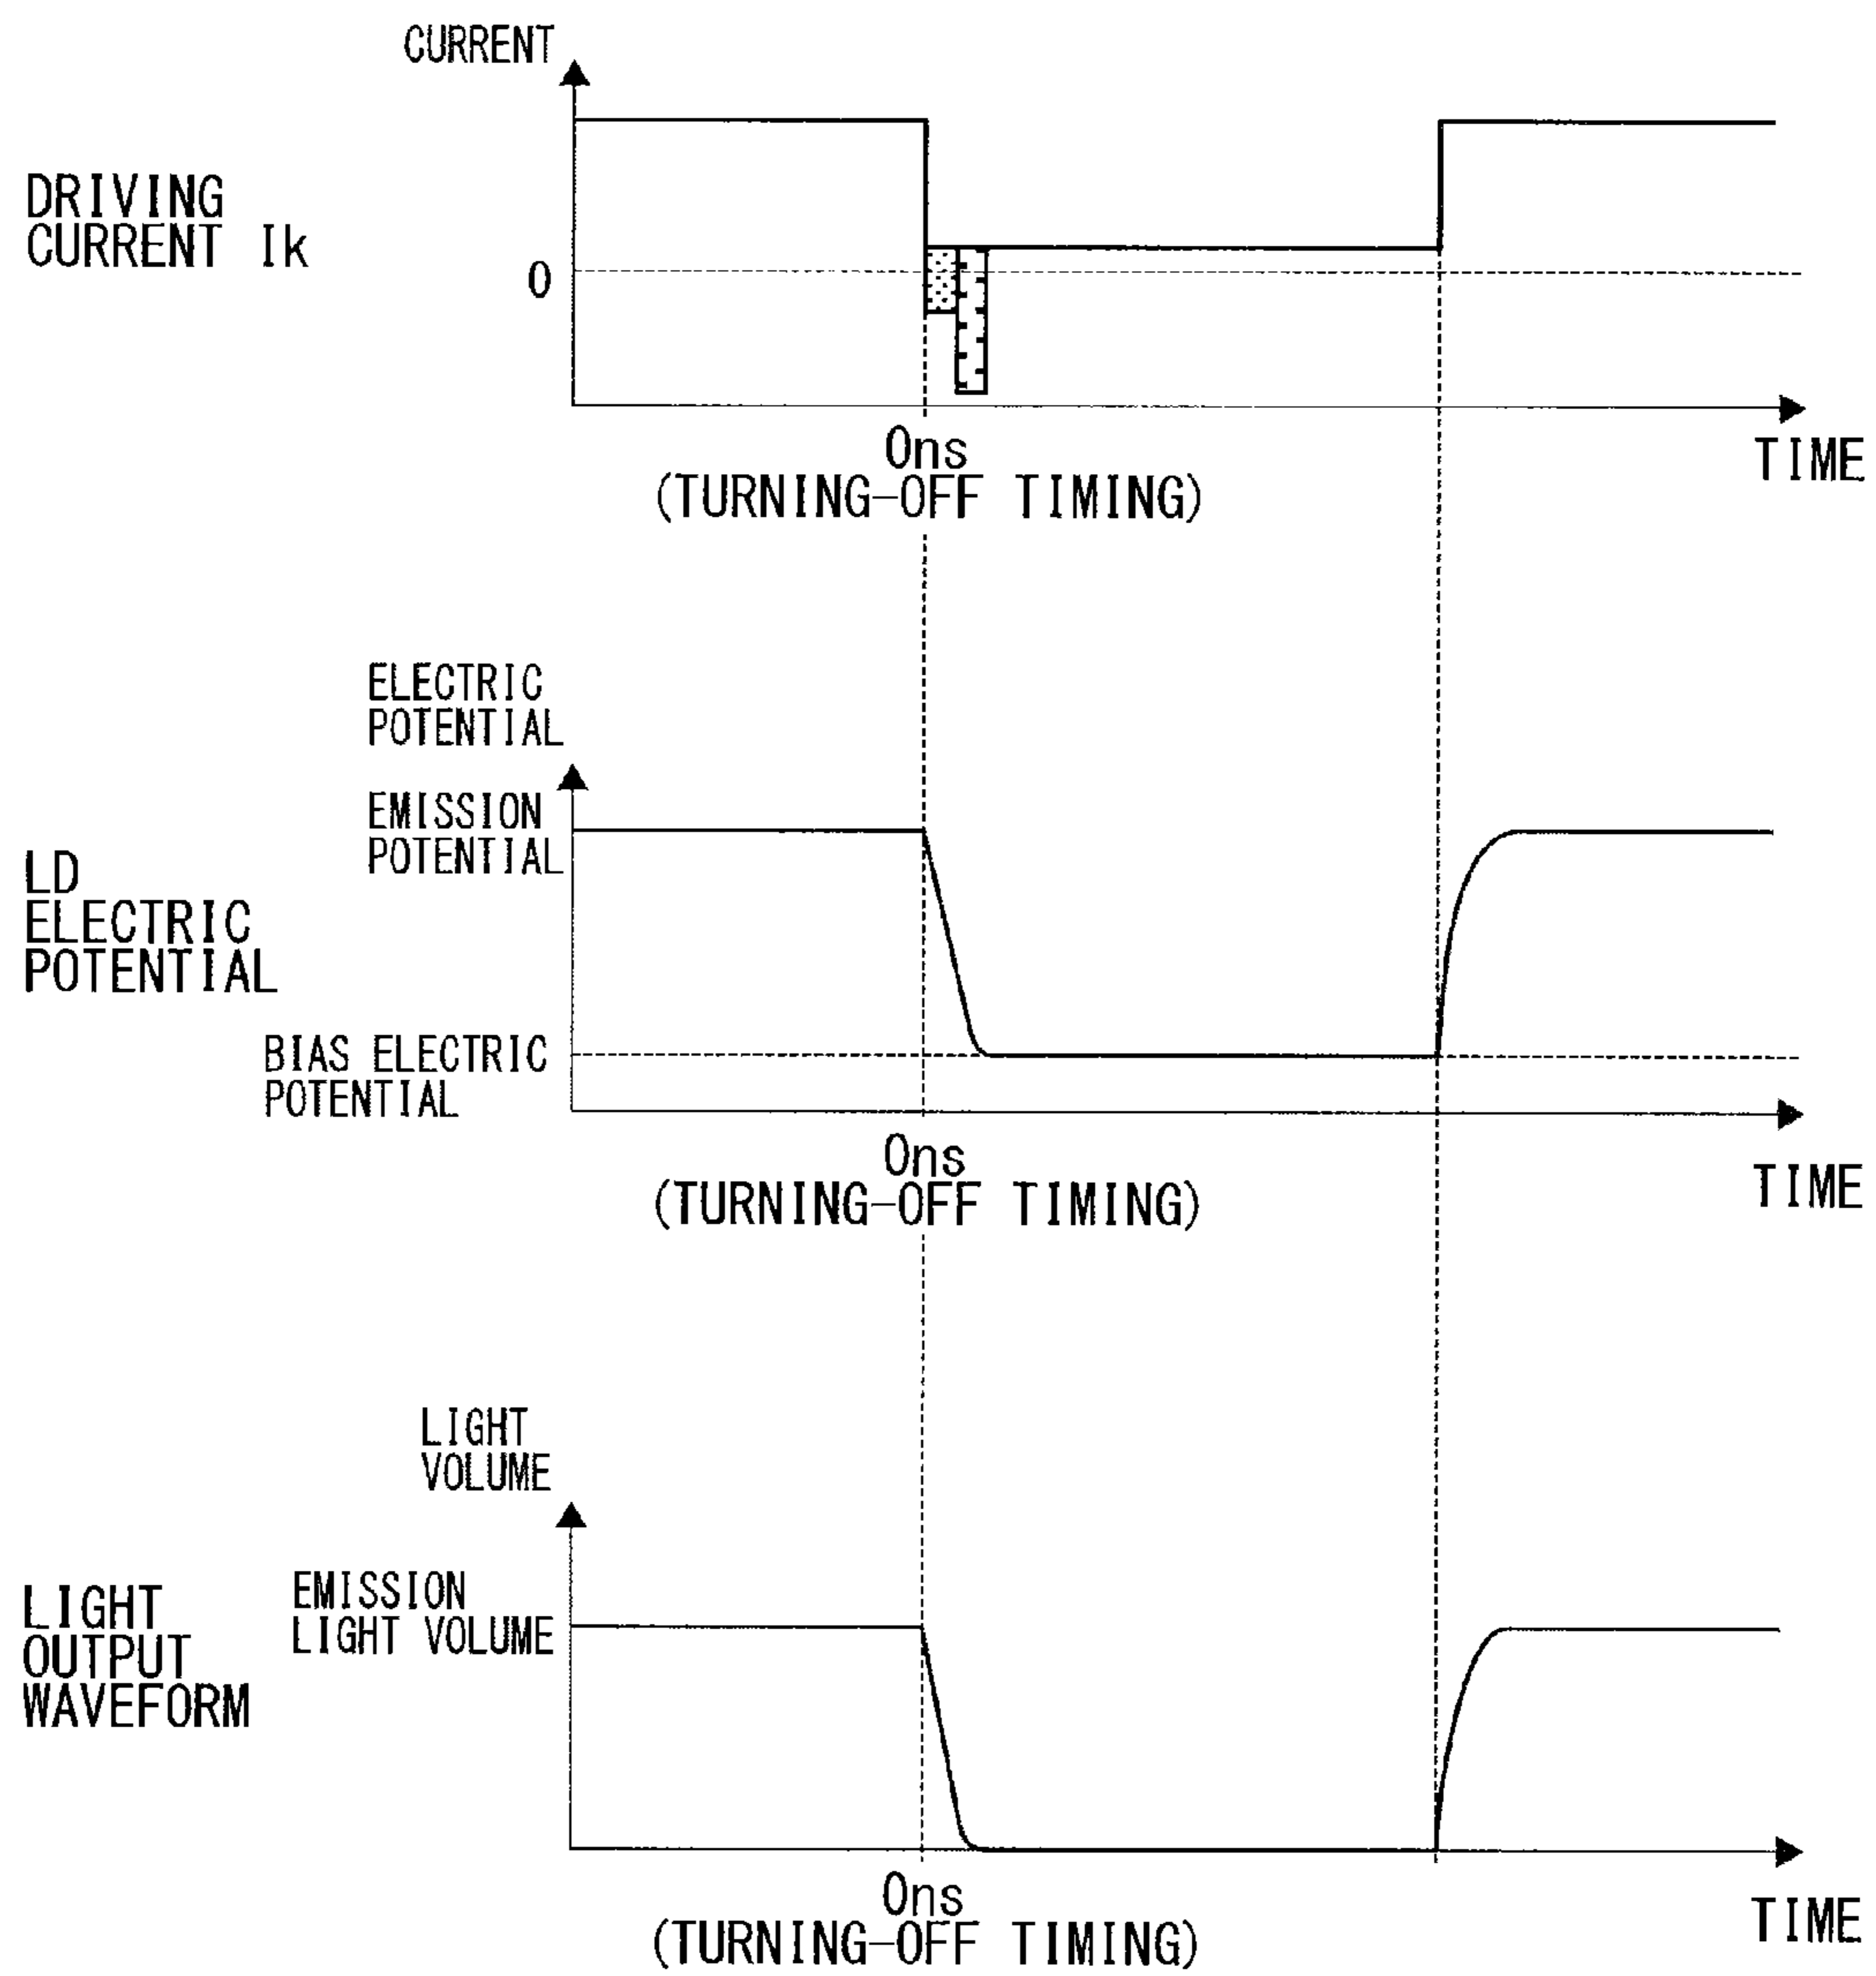 CURRENT
DRIVING
CURRENT Ik
0
0ns
(TURNING-OFF TIMING)
TIME
ELECTRIC
POTENTIAL
EMISSION
POTENTIAL
LD
ELECTRIC
POTENTIAL
BIAS ELECTRIC
POTENTIAL
0ns
(TURNING-OFF TIMING)
TIME
LIGHT
VOLUME
EMISSION
LIGHT VOLUME
LIGHT
OUTPUT
WAVEFORM
0ns
(TURNING-OFF TIMING)
TIME